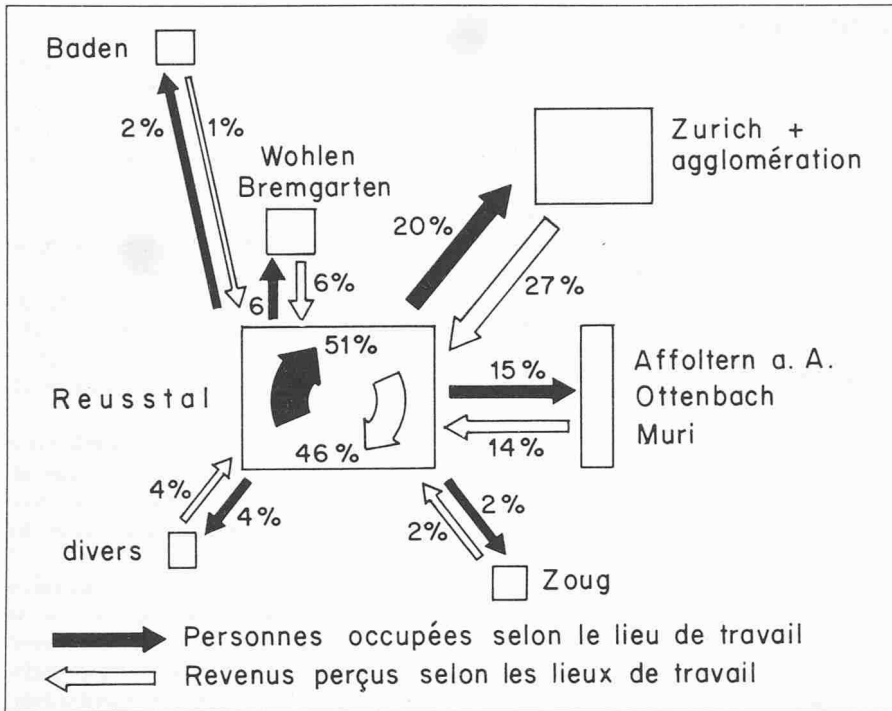 Baden
2%
1%
Wohlen
Bremgarten
6
6%
Zurich +
agglomération
20%
27%
Reusstal
51%
46%
15%
14%
Affoltern a. A.
Ottenbach
Muri
4%
4%
divers
2%
2%
Zoug
Personnes occupées selon le lieu de travail
Revenus perçus selon les lieux de travail